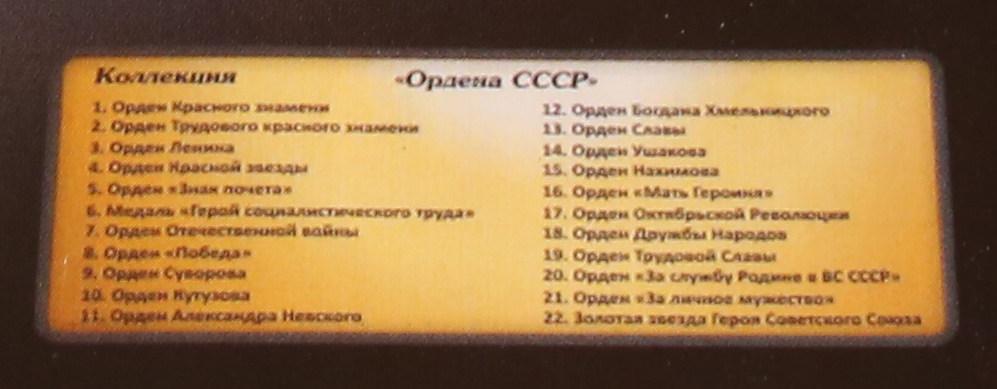 Коллекция «Ордена СССР»
1. Орден Красного знамени
2. Орден Трудового красного знамени
3. Орден Ленина
4. Орден Красной звезды
5. Орден «Знак почета»
6. Медаль «Герой социалистического труда»
7. Орден Отечественной войны
8. Орден «Победа»
9. Орден Суворова
10. Орден Кутузова
11. Орден Александра Невского
12. Орден Богдана Хмельницкого
13. Орден Славы
14. Орден Ушакова
15. Орден Нахимова
16. Орден «Мать Героиня»
17. Орден Октябрьской Революции
18. Орден Дружбы Народов
19. Орден Трудовой Славы
20. Орден «За службу Родине в ВС СССР»
21. Орден «За личное мужество»
22. Золотая звезда Героя Советского Союза